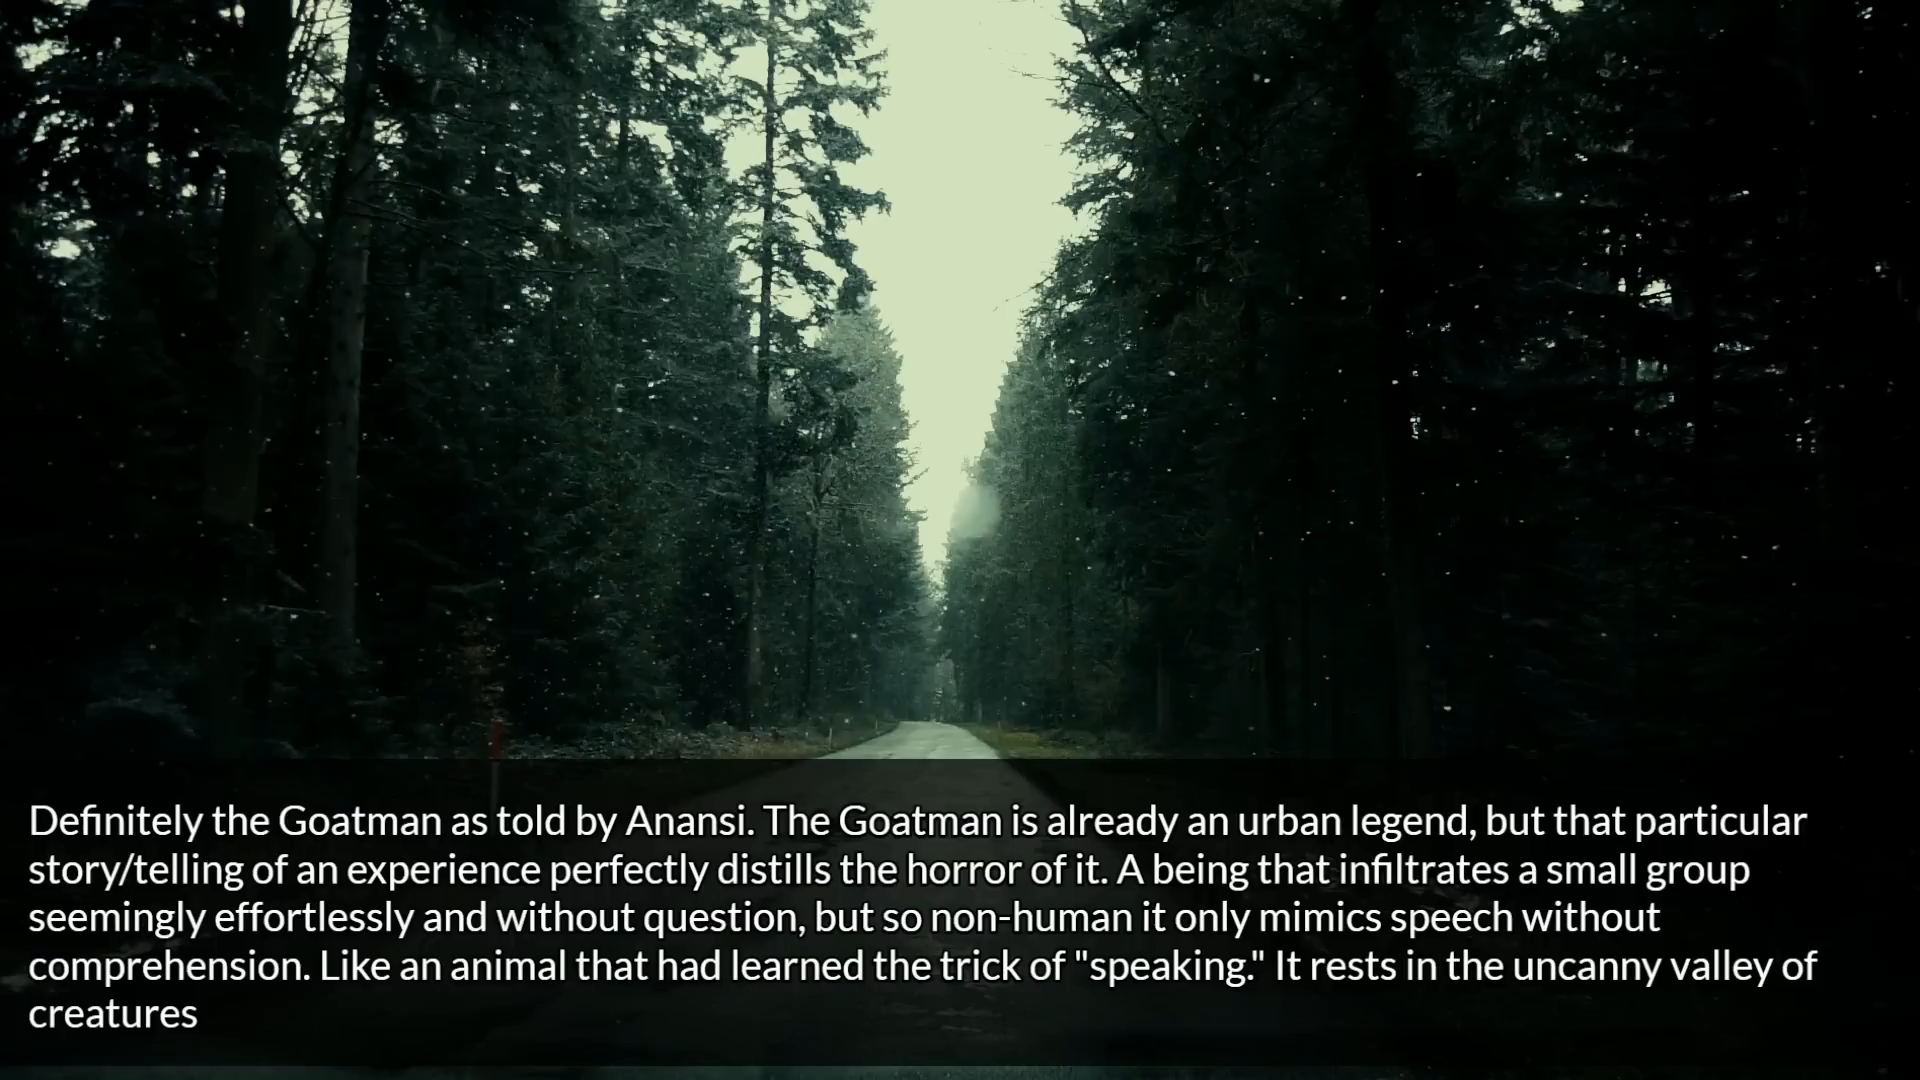 Definitely the Goatman as told by Anansi. The Goatman is already an urban legend, but that particular
story/telling of an experience perfectly distills the horror of it. A being that infiltrates a small group
seemingly effortlessly and without question, but so non-human it only mimics speech without
comprehension. Like an animal that had learned the trick of "speaking." It rests in the uncanny valley of
creatures